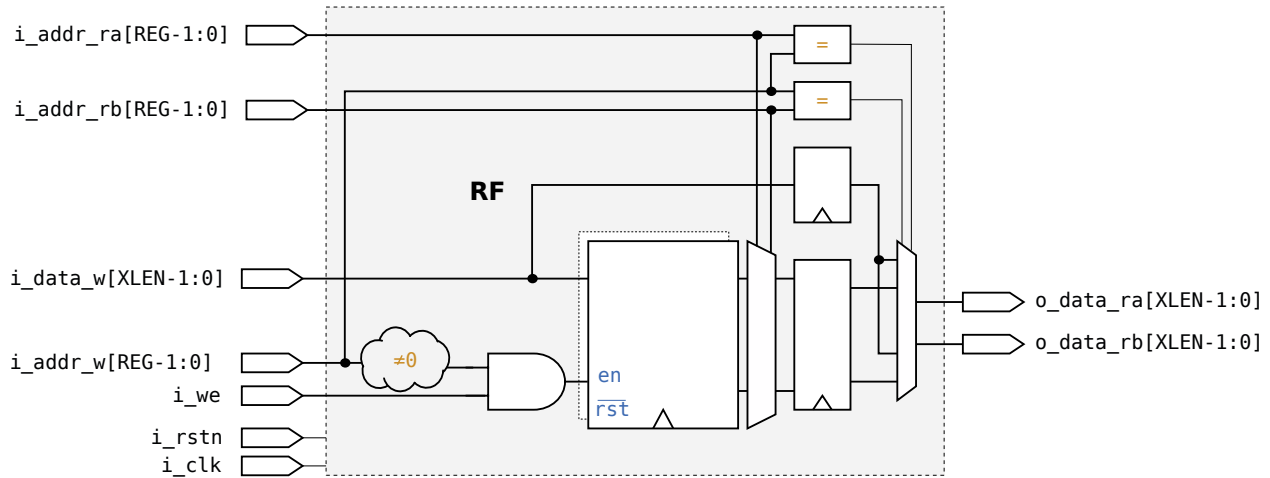 i_addr_ra[REG-1:0]
=
=
i_addr_rb[REG-1:0]
RF
i_data_w[XLEN-1:0]
o_data_ra[XLEN-1:0]
o_data_rb[XLEN-1:0]
i_addr_w[REG-1:0]
≠0
en
i_we
rst
i_rstn
i_clk